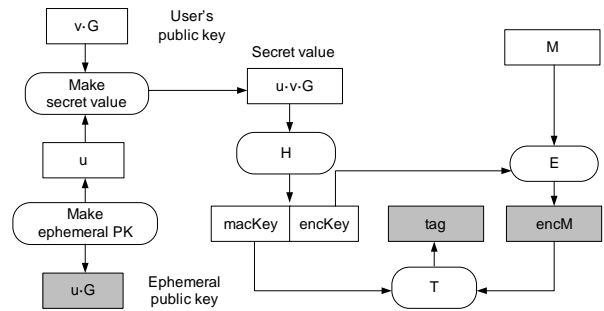 v·G
User's
public key
Make
secret value
Secret value
u·v·G
M
u
H
E
Make
ephemeral PK
macKey
encKey
tag
encM
u·G
Ephemeral
public key
T